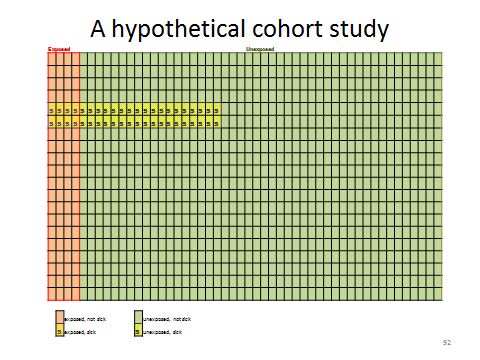 A hypothetical cohort study
Exposed Unexposed
S S S S S S S S S S S S S S S S S S S S S S
S S S S S S S S S S S S S S S S S S S S S S
exposed, not sick unexposed, not sick
S exposed, sick S unexposed, sick
92